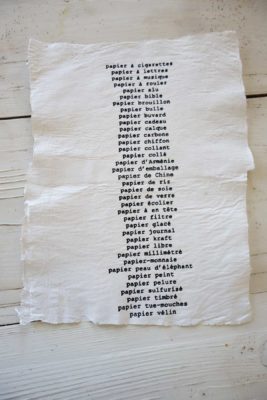 papier à cigarettes
papier à lettres
papier à musique
papier à rouler
papier alu
papier bible
papier brouillon
papier bulle
papier buvard
papier cadeau
papier calque
papier carbone
papier chiffon
papier collant
papier collé
papier d'Arménie
papier d'emballage
papier de Chine
papier de riz
papier de soie
papier de verre
papier écolier
papier à en tête
papier filtre
papier glacé
papier journal
papier kraft
papier libre
papier millimétré
papier-monnaie
papier peau d'éléphant
papier peint
papier pelure
papier sulfurisé
papier timbré
papier tue-mouches
papier vélin